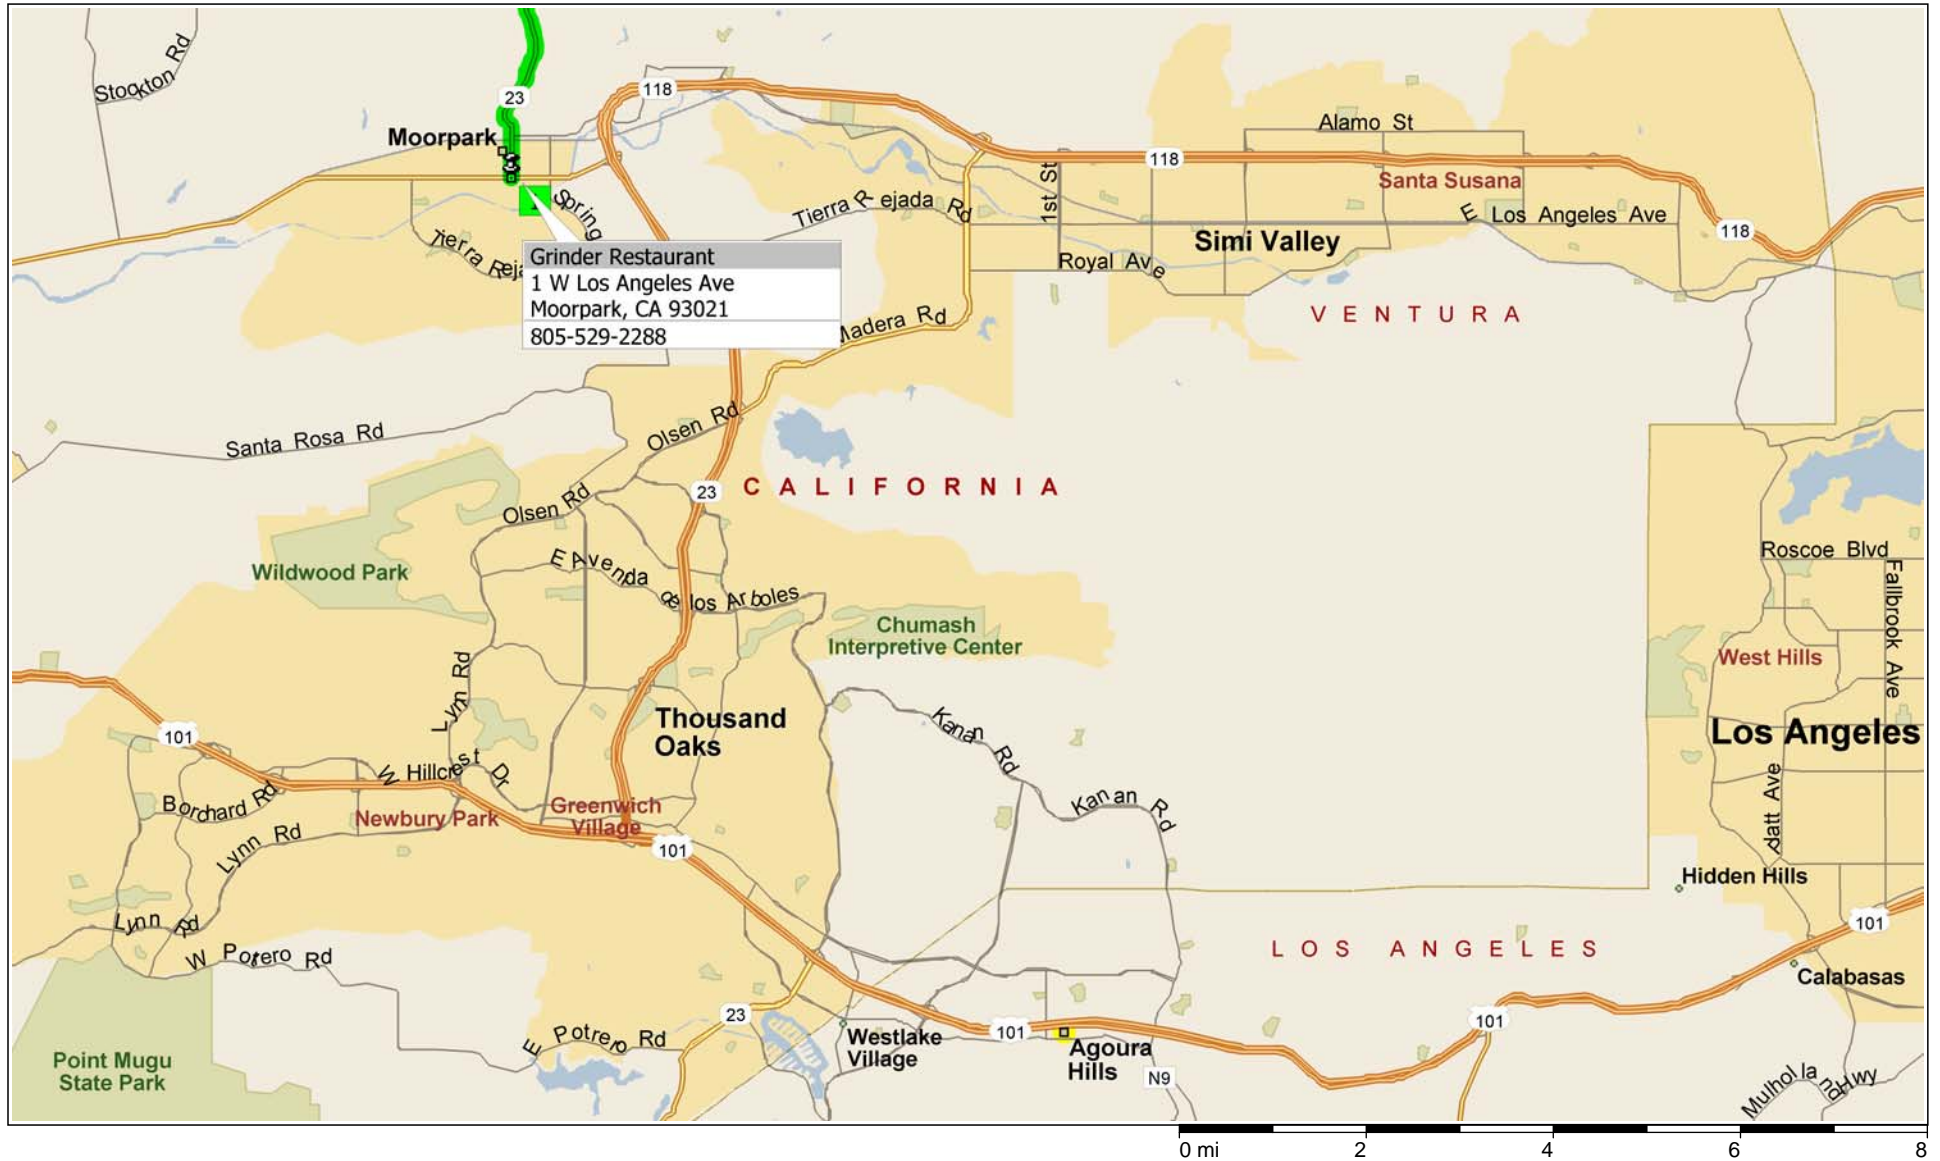 Stockton Rd
23
118
Moorpark
Alamo St
118
Santa Susana
1st St
Tierra Rejada Rd
Spring
E Los Angeles Ave
118
Simi Valley
Tierra Reja
Royal Ave
Grinder Restaurant
1 W Los Angeles Ave
Moorpark, CA 93021
805-529-2288
VENTURA
Madera Rd
Olsen Rd
Santa Rosa Rd
23
CALIFORNIA
Olsen Rd
Roscoe Blvd
E Avenida de los Arboles
Wildwood Park
Fallbrook Ave
Chumash
Interpretive Center
West Hills
Lynn Rd
Thousand
Oaks
Kanan Rd
101
Los Angeles
W Hillcrest Dr
Borchard Rd
Kanan Rd
Greenwich
Village
Newbury Park
Platt Ave
Lynn Rd
101
Hidden Hills
Lynn Rd
101
W Potrero Rd
LOS ANGELES
Calabasas
23
101
E Potrero Rd
101
Westlake
Village
Agoura
Hills
Point Mugu
State Park
N9
Mulholland Hwy
0 mi 2 4 6 8